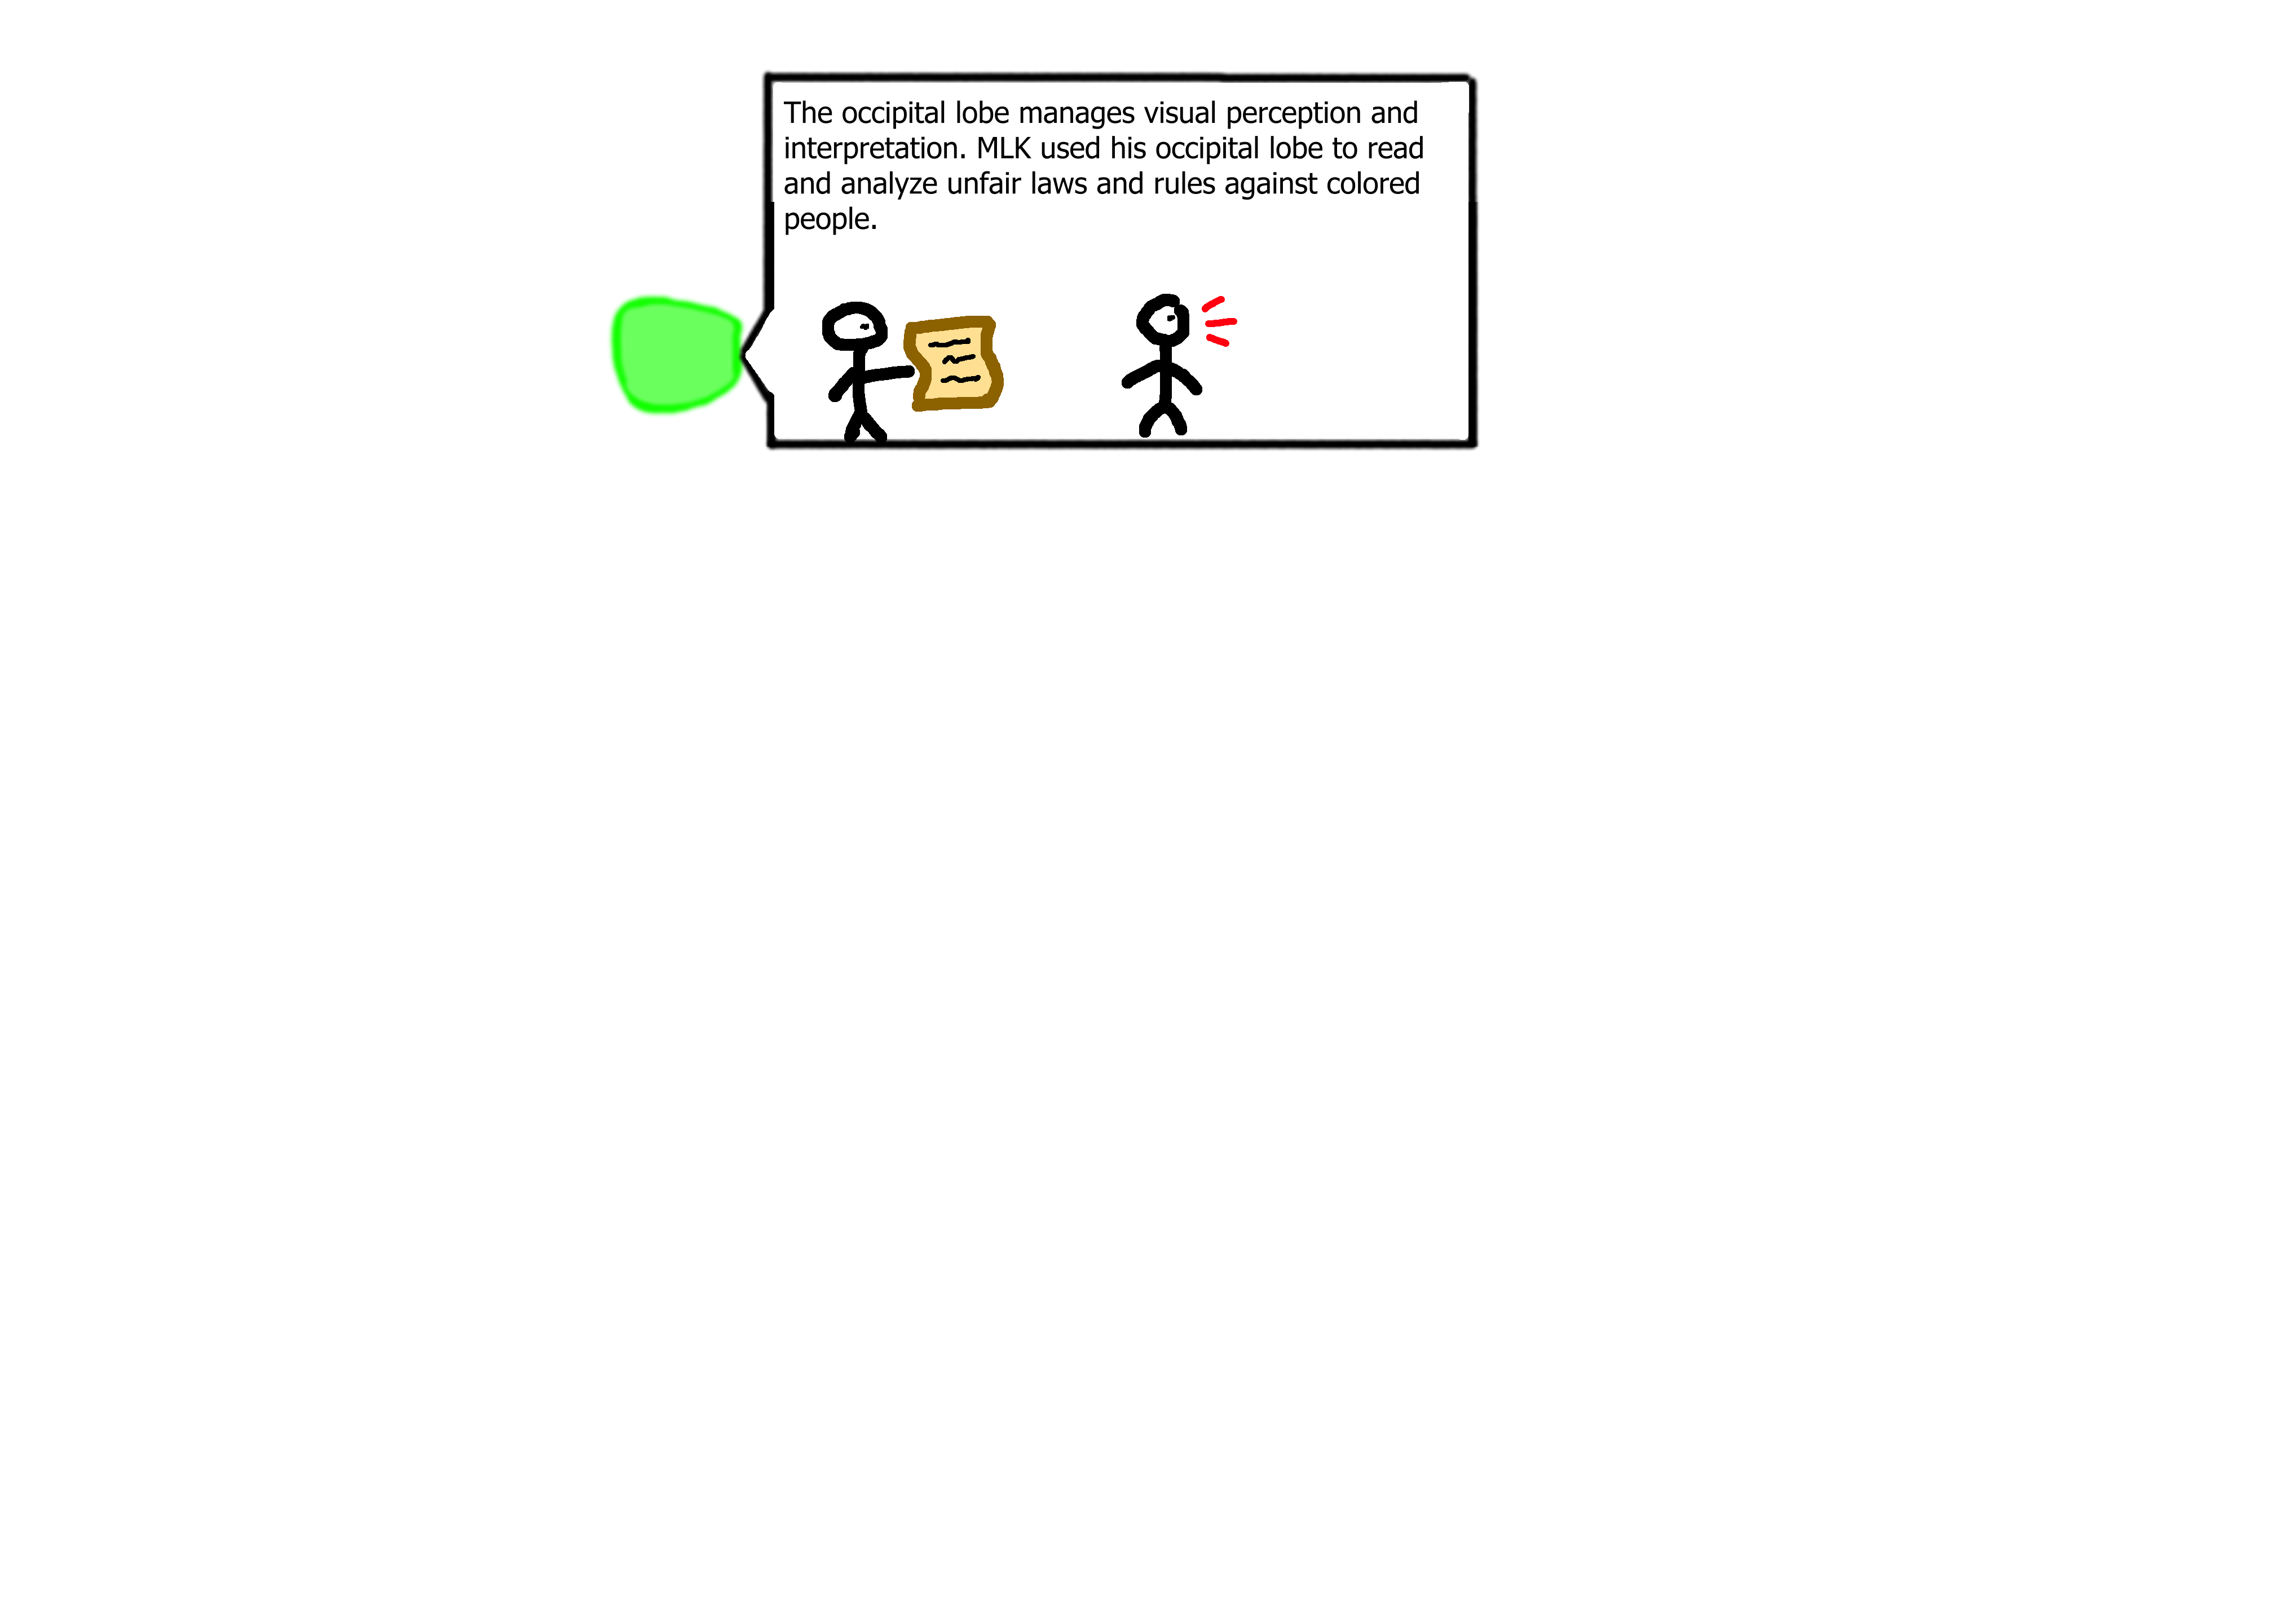 The occipital lobe manages visual perception and
interpretation. MLK used his occipital lobe to read
and analyze unfair laws and rules against colored
people.